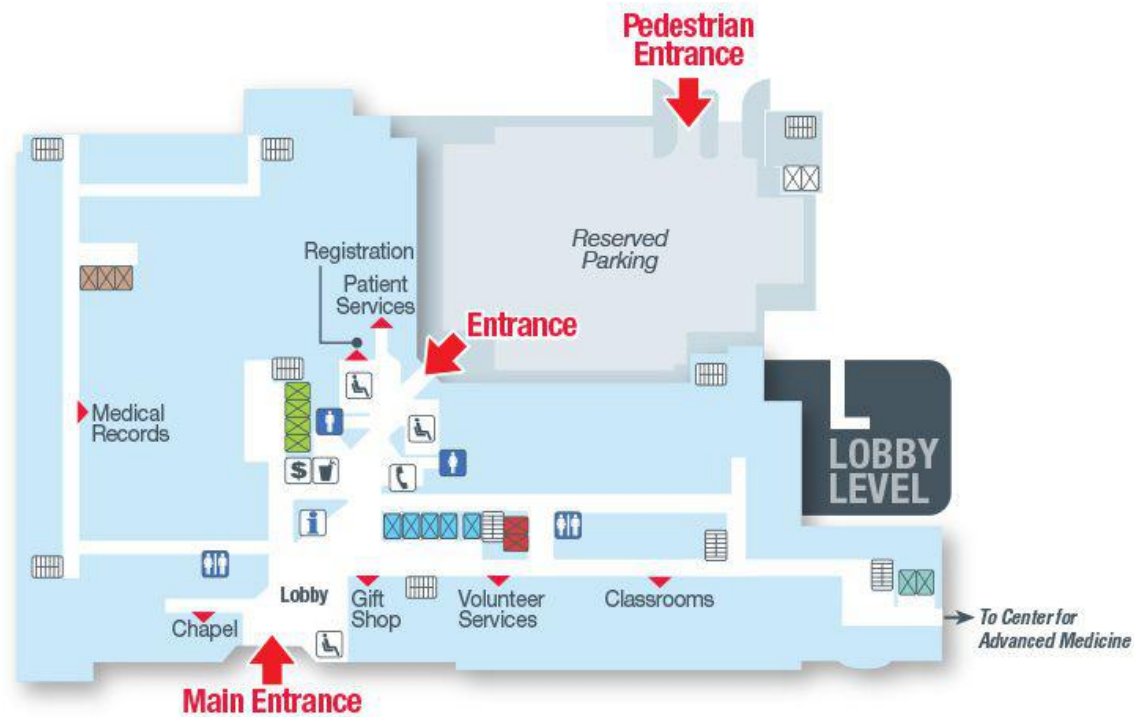 Pedestrian
Entrance
Reserved
Parking
Registration
Patient
Services
Entrance
Medical
Records
$
i
L
LOBBY
LEVEL
Lobby
Gift
Shop
Volunteer
Services
Classrooms
Chapel
To Center for
Advanced Medicine
Main Entrance